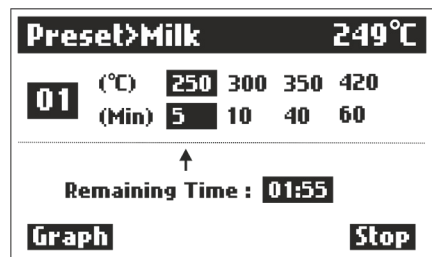 Preset>Milk 249℃
01 (℃) 250 300 350 420
(Min) 5 10 40 60
Remaining Time : 01:55
Graph Stop